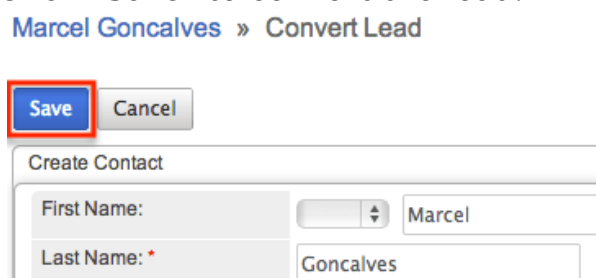 Marcel Goncalves » Convert Lead
Save Cancel
Create Contact
First Name: Marcel
Last Name: * Goncalves